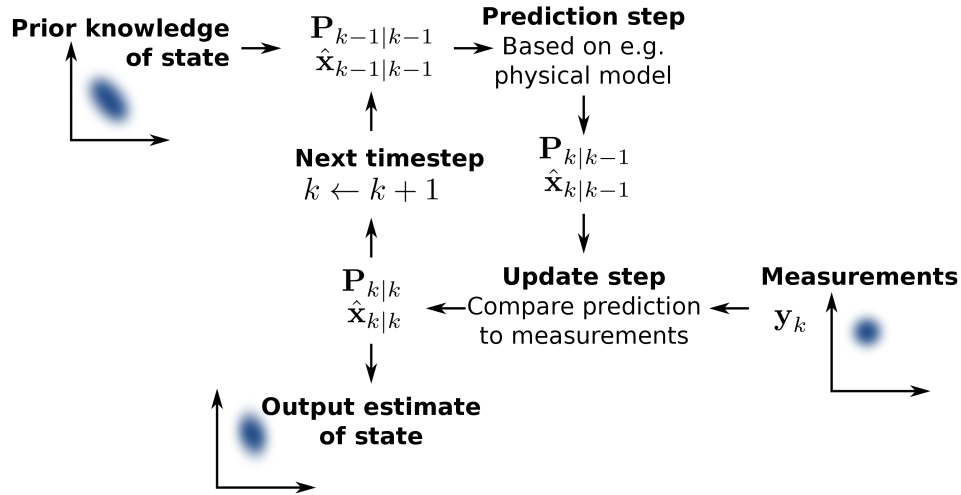 Prior knowledge
of state
P_{k−1|k−1}
x̂_{k−1|k−1}
Prediction step
Based on e.g.
physical model
Next timestep
k ← k + 1
P_{k|k−1}
x̂_{k|k−1}
P_{k|k}
x̂_{k|k}
Update step
Compare prediction
to measurements
Measurements
y_k
Output estimate
of state